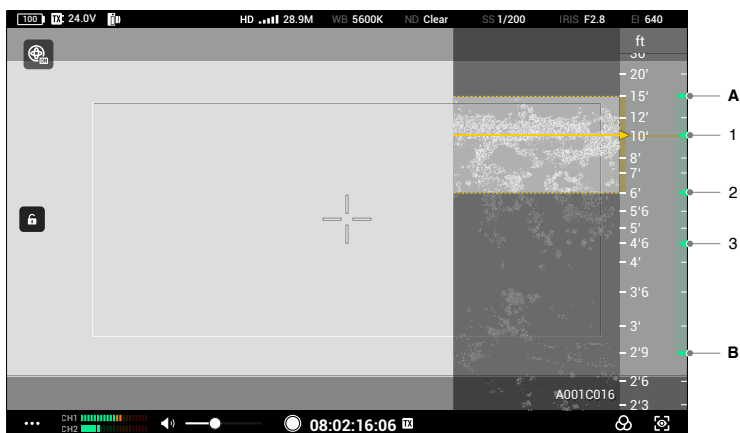 100 TX 24.0V HD 28.9M WB 5600K ND Clear SS 1/200 IRIS F2.8 EI 640
ft
30
20'
15' A
12'
10' 1
8'
7'
6' 2
5'6
5'
4'6 3
4'
3'6
3'
2'9 B
2'6
A001C016
2'3
CH1
CH2
08:02:16:06 TX